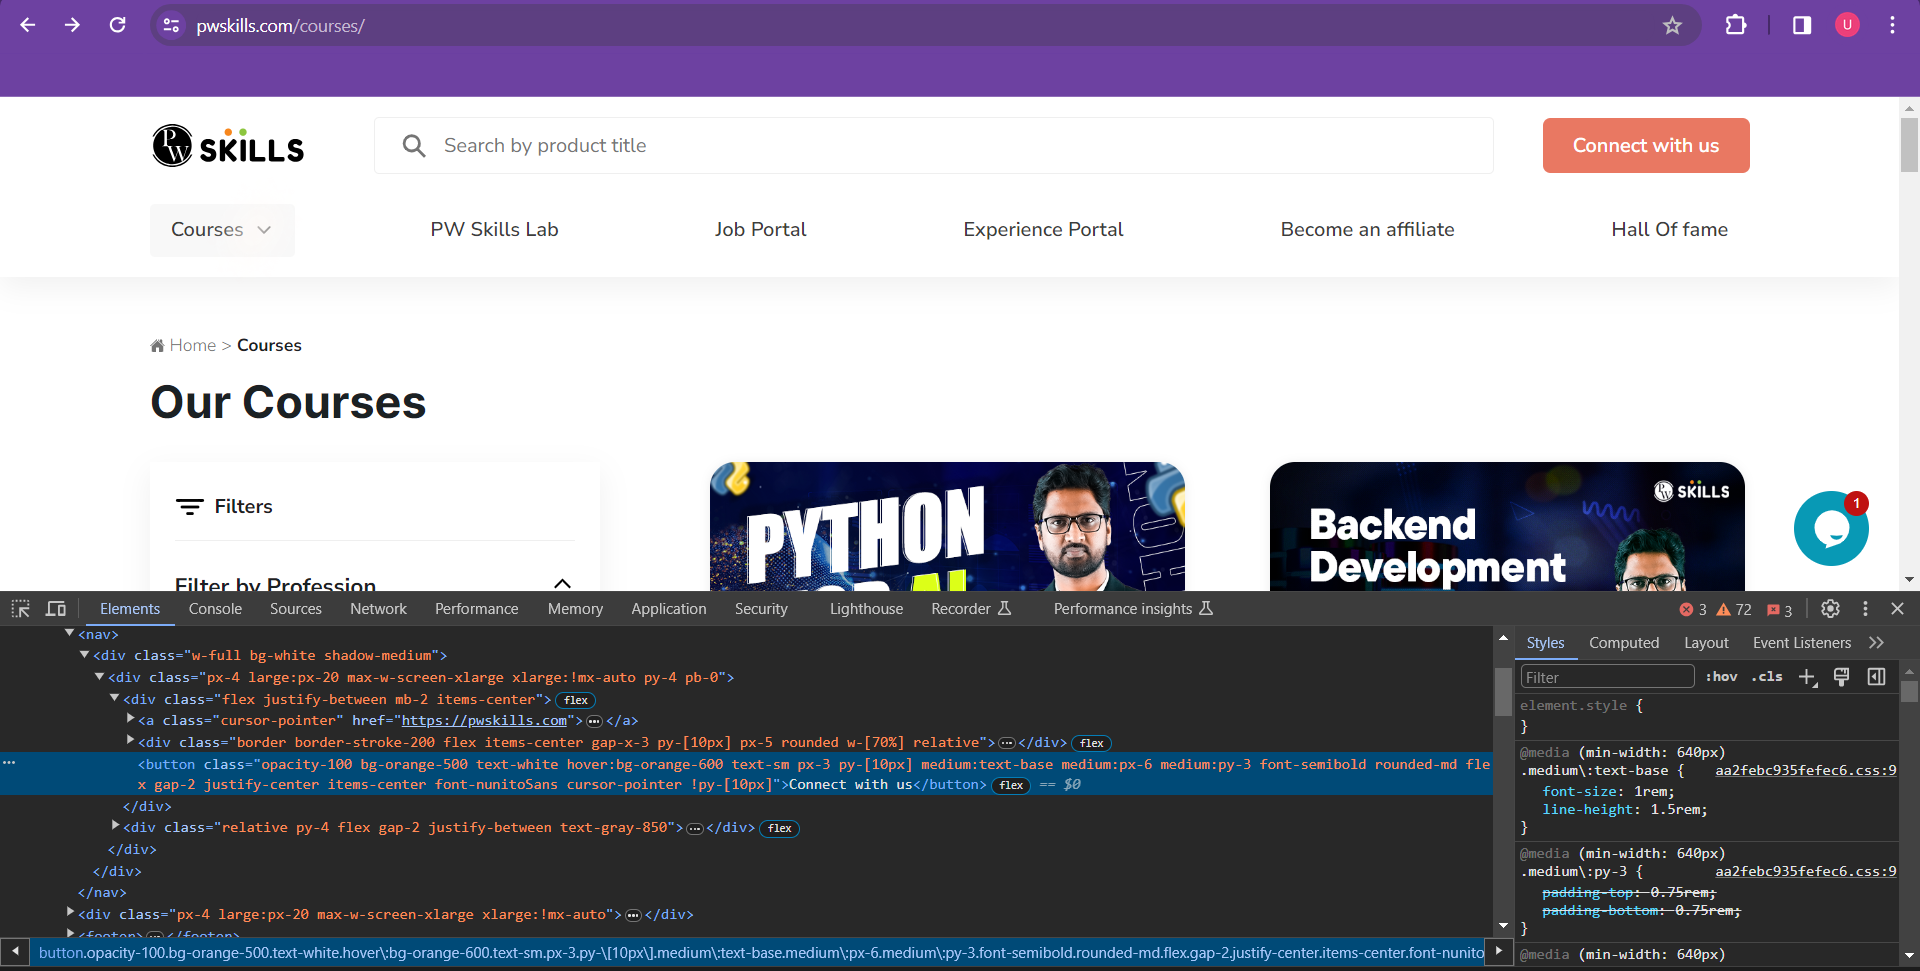 pwskills.com/courses/
U
PW SKILLS
Search by product title
Connect with us
Courses
PW Skills Lab
Job Portal
Experience Portal
Become an affiliate
Hall Of fame
Home > Courses
Our Courses
Filters
Filter by Profession
PYTHON
PW SKILLS
Backend
Development
1
Elements Console Sources Network Performance Memory Application Security Lighthouse Recorder Performance insights 3 72 3
<nav>
<div class="w-full bg-white shadow-medium">
<div class="px-4 large:px-20 max-w-screen-xlarge xlarge:!mx-auto py-4 pb-0">
<div class="flex justify-between mb-2 items-center"> flex
<a class="cursor-pointer" href="https://pwskills.com">…</a>
<div class="border border-stroke-200 flex items-center gap-x-3 py-[10px] px-5 rounded w-[70%] relative">…</div> flex
<button class="opacity-100 bg-orange-500 text-white hover:bg-orange-600 text-sm px-3 py-[10px] medium:text-base medium:px-6 medium:py-3 font-semibold rounded-md fle
x gap-2 justify-center items-center font-nunitoSans cursor-pointer !py-[10px]">Connect with us</button> flex == $0
</div>
<div class="relative py-4 flex gap-2 justify-between text-gray-850">…</div> flex
</div>
</div>
</nav>
<div class="px-4 large:px-20 max-w-screen-xlarge xlarge:!mx-auto">…</div>
<footer>…</footer>
button.opacity-100.bg-orange-500.text-white.hover\:bg-orange-600.text-sm.px-3.py-\[10px\].medium\:text-base.medium\:px-6.medium\:py-3.font-semibold.rounded-md.flex.gap-2.justify-center.items-center.font-nunito
Styles Computed Layout Event Listeners >>
Filter :hov .cls
element.style {
}
@media (min-width: 640px)
.medium\:text-base { aa2febc935fefec6.css:9
font-size: 1rem;
line-height: 1.5rem;
}
@media (min-width: 640px)
.medium\:py-3 { aa2febc935fefec6.css:9
padding-top: 0.75rem;
padding-bottom: 0.75rem;
}
@media (min-width: 640px)